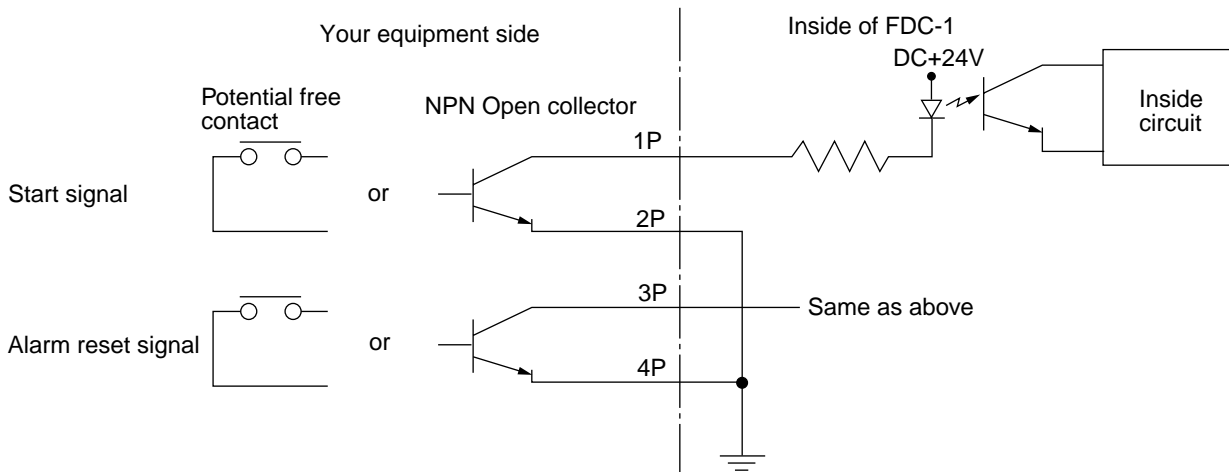 Your equipment side
Inside of FDC-1
DC+24V
Potential free
contact
NPN Open collector
Inside
circuit
1P
Start signal
or
2P
3P
Same as above
Alarm reset signal
or
4P